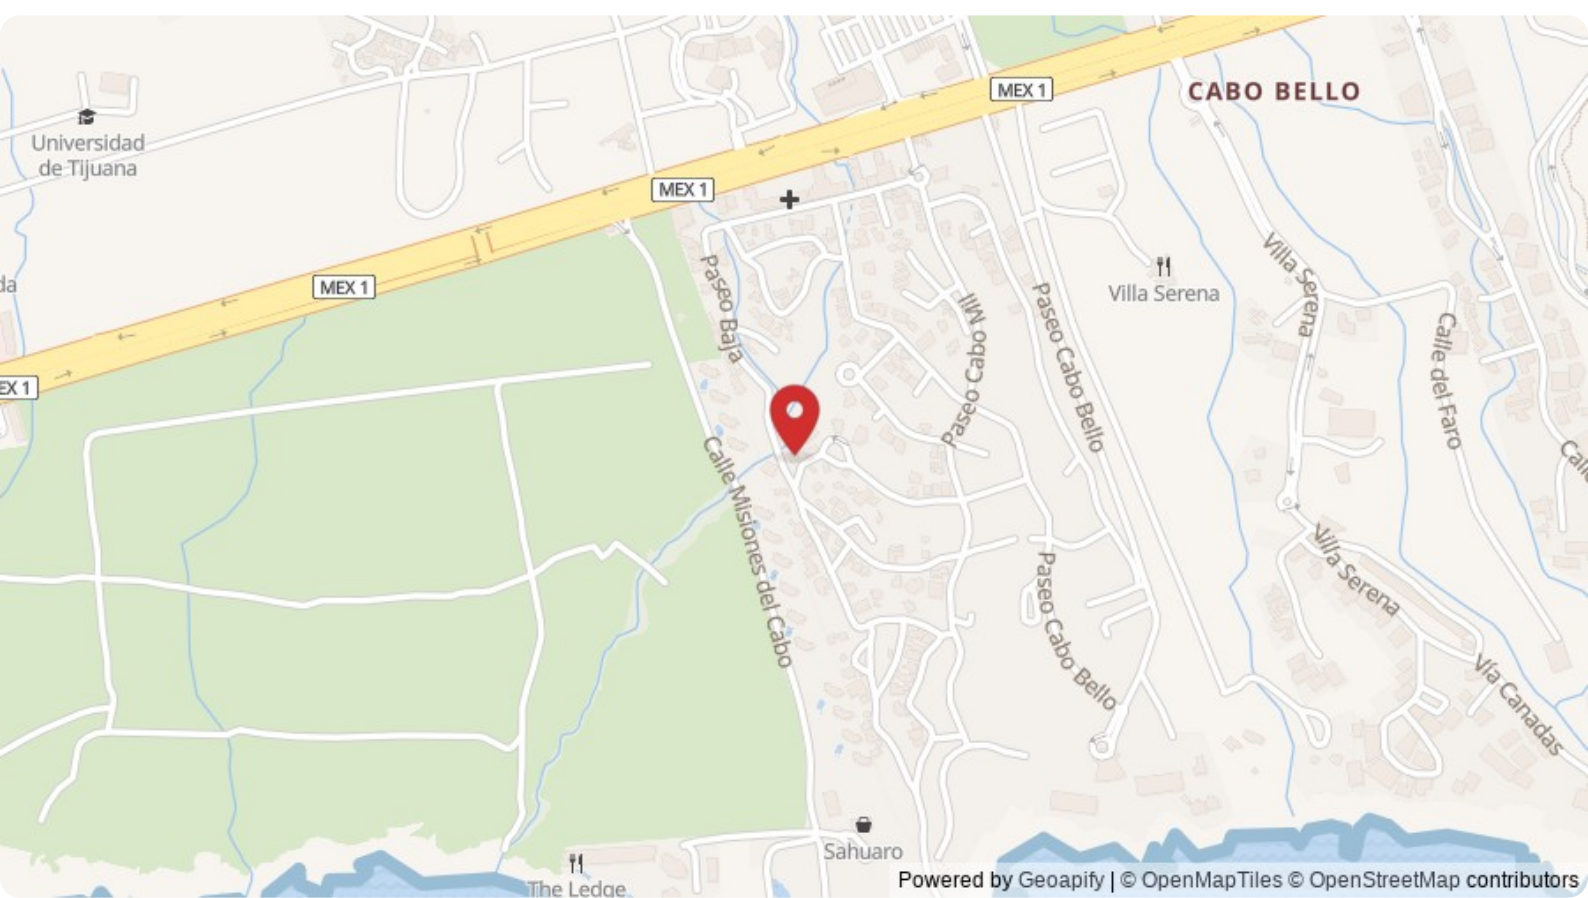 MEX 1
CABO BELLO
Universidad
de Tijuana
MEX 1
da
MEX 1
EX 1
Villa Serena
Paseo Baja
Paseo Cabo Mil
Paseo Cabo Bello
Villa Serena
Calle del Faro
Calle Misiones del Cabo
Calle
Villa Serena
Paseo Cabo Bello
Vía Canadas
Sahuaro
The Ledge
Powered by Geoapify | © OpenMapTiles © OpenStreetMap contributors